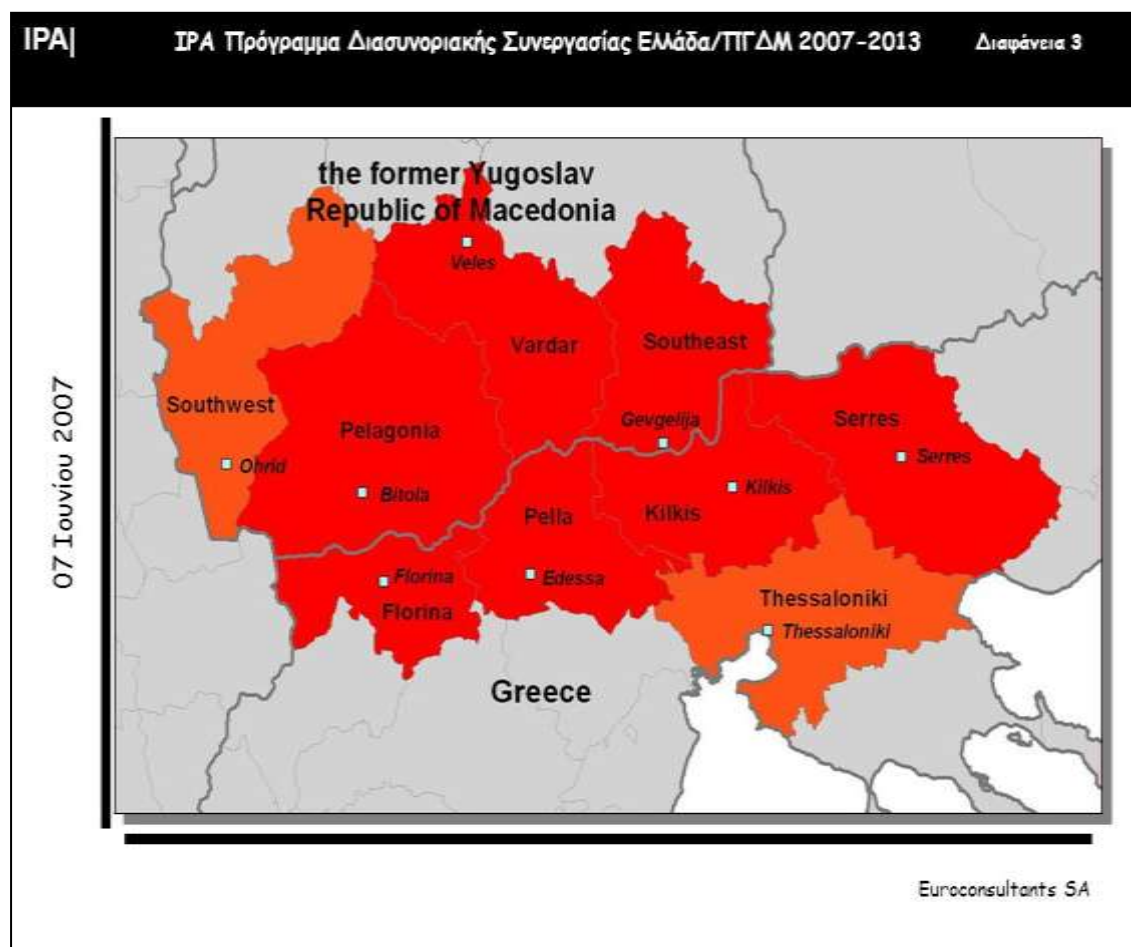 IPA|
IPA Πρόγραμμα Διασυνοριακής Συνεργασίας Ελλάδα/ΠΓΔΜ 2007-2013
Διαφάνεια 3
07 Ιουνίου 2007
the former Yugoslav
Republic of Macedonia
Veles
Vardar
Southeast
Southwest
Pelagonia
Gevgelija
Serres
Serres
Ohrid
Bitola
Kilkis
Kilkis
Pella
Florina
Edessa
Florina
Thessaloniki
Thessaloniki
Greece
Euroconsultants SA